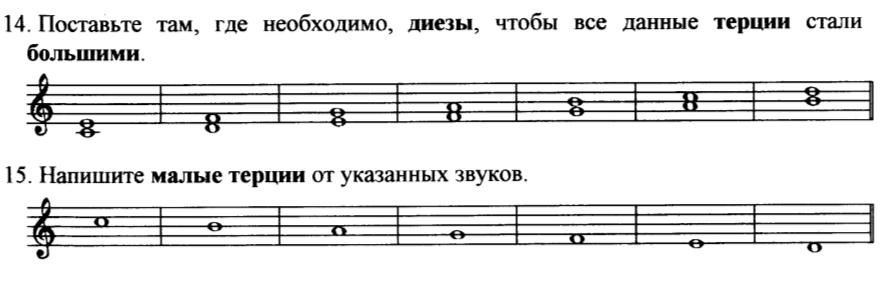 14. Поставьте там, где необходимо, диезы, чтобы все данные терции стали
большими.
15. Напишите малые терции от указанных звуков.